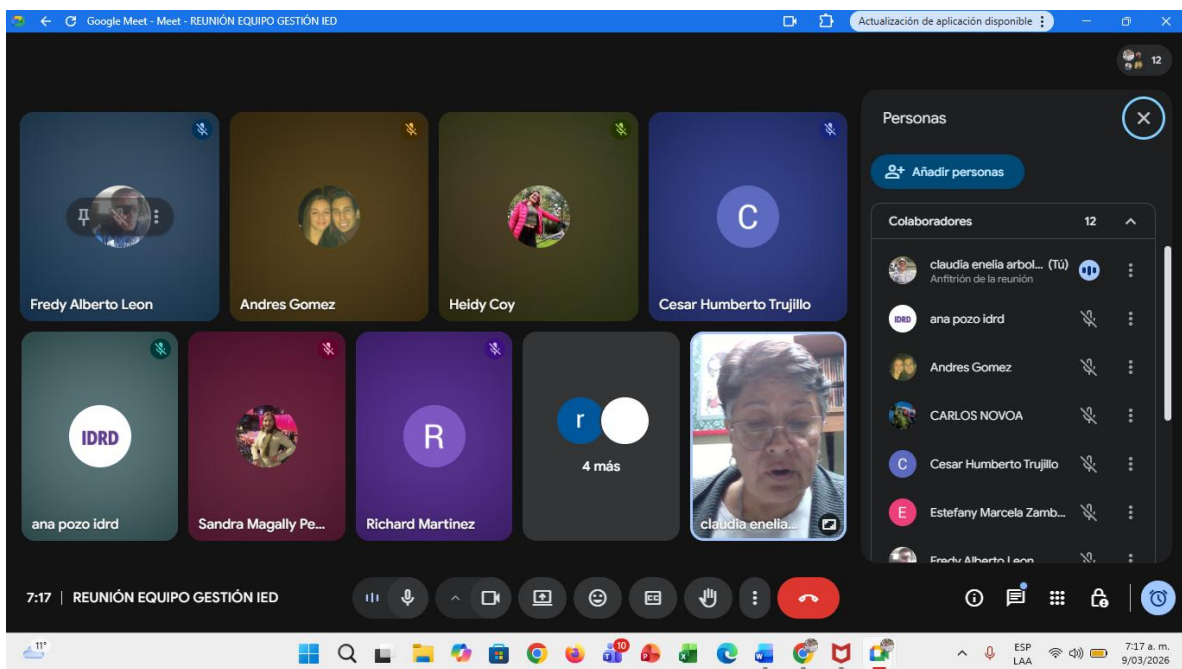 Google Meet - Meet - REUNIÓN EQUIPO GESTIÓN IED
Actualización de aplicación disponible
12
Fredy Alberto Leon
Andres Gomez
Heidy Coy
C
Cesar Humberto Trujillo
IDRD
ana pozo idrd
Sandra Magally Pe...
R
Richard Martinez
r
4 más
claudia enelia...
Personas
Añadir personas
Colaboradores 12
claudia enelia arbol... (Tú)
Anfitrión de la reunión
IDRD ana pozo idrd
Andres Gomez
CARLOS NOVOA
C Cesar Humberto Trujillo
E Estefany Marcela Zamb...
Fredy Alberto Leon
7:17 | REUNIÓN EQUIPO GESTIÓN IED
CC
11°
10
ESP
LAA
7:17 a. m.
9/03/2026